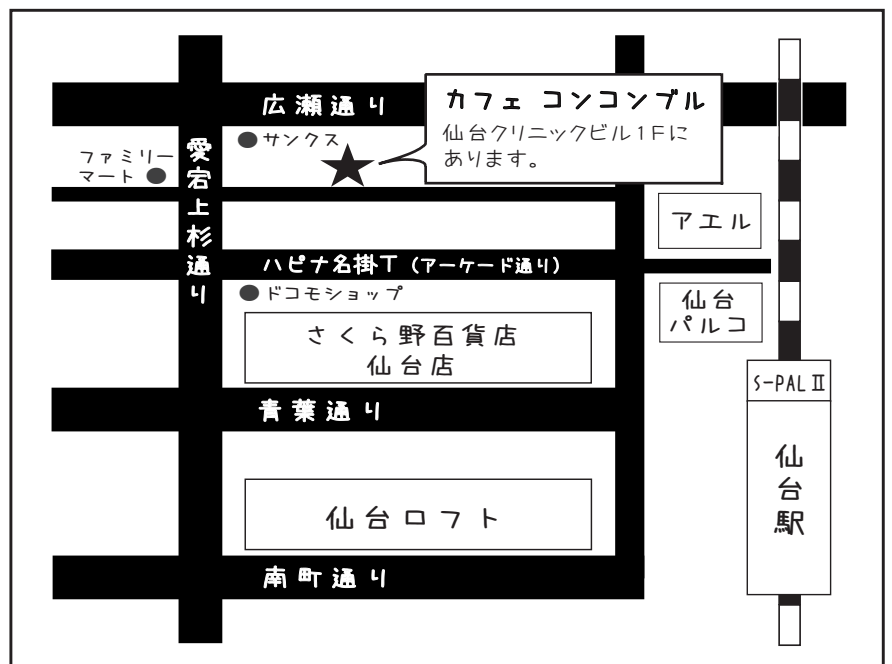 広瀬通り
カフェ コンコンブル
仙台クリニックビル1Fに
あります。
サンクス
ファミリー
マート
愛宕上杉通り
アエル
ハピナ名掛丁(アーケード通り)
ドコモショップ
仙台
パルコ
さくら野百貨店
仙台店
S-PALⅡ
青葉通り
仙台駅
仙台ロフト
南町通り